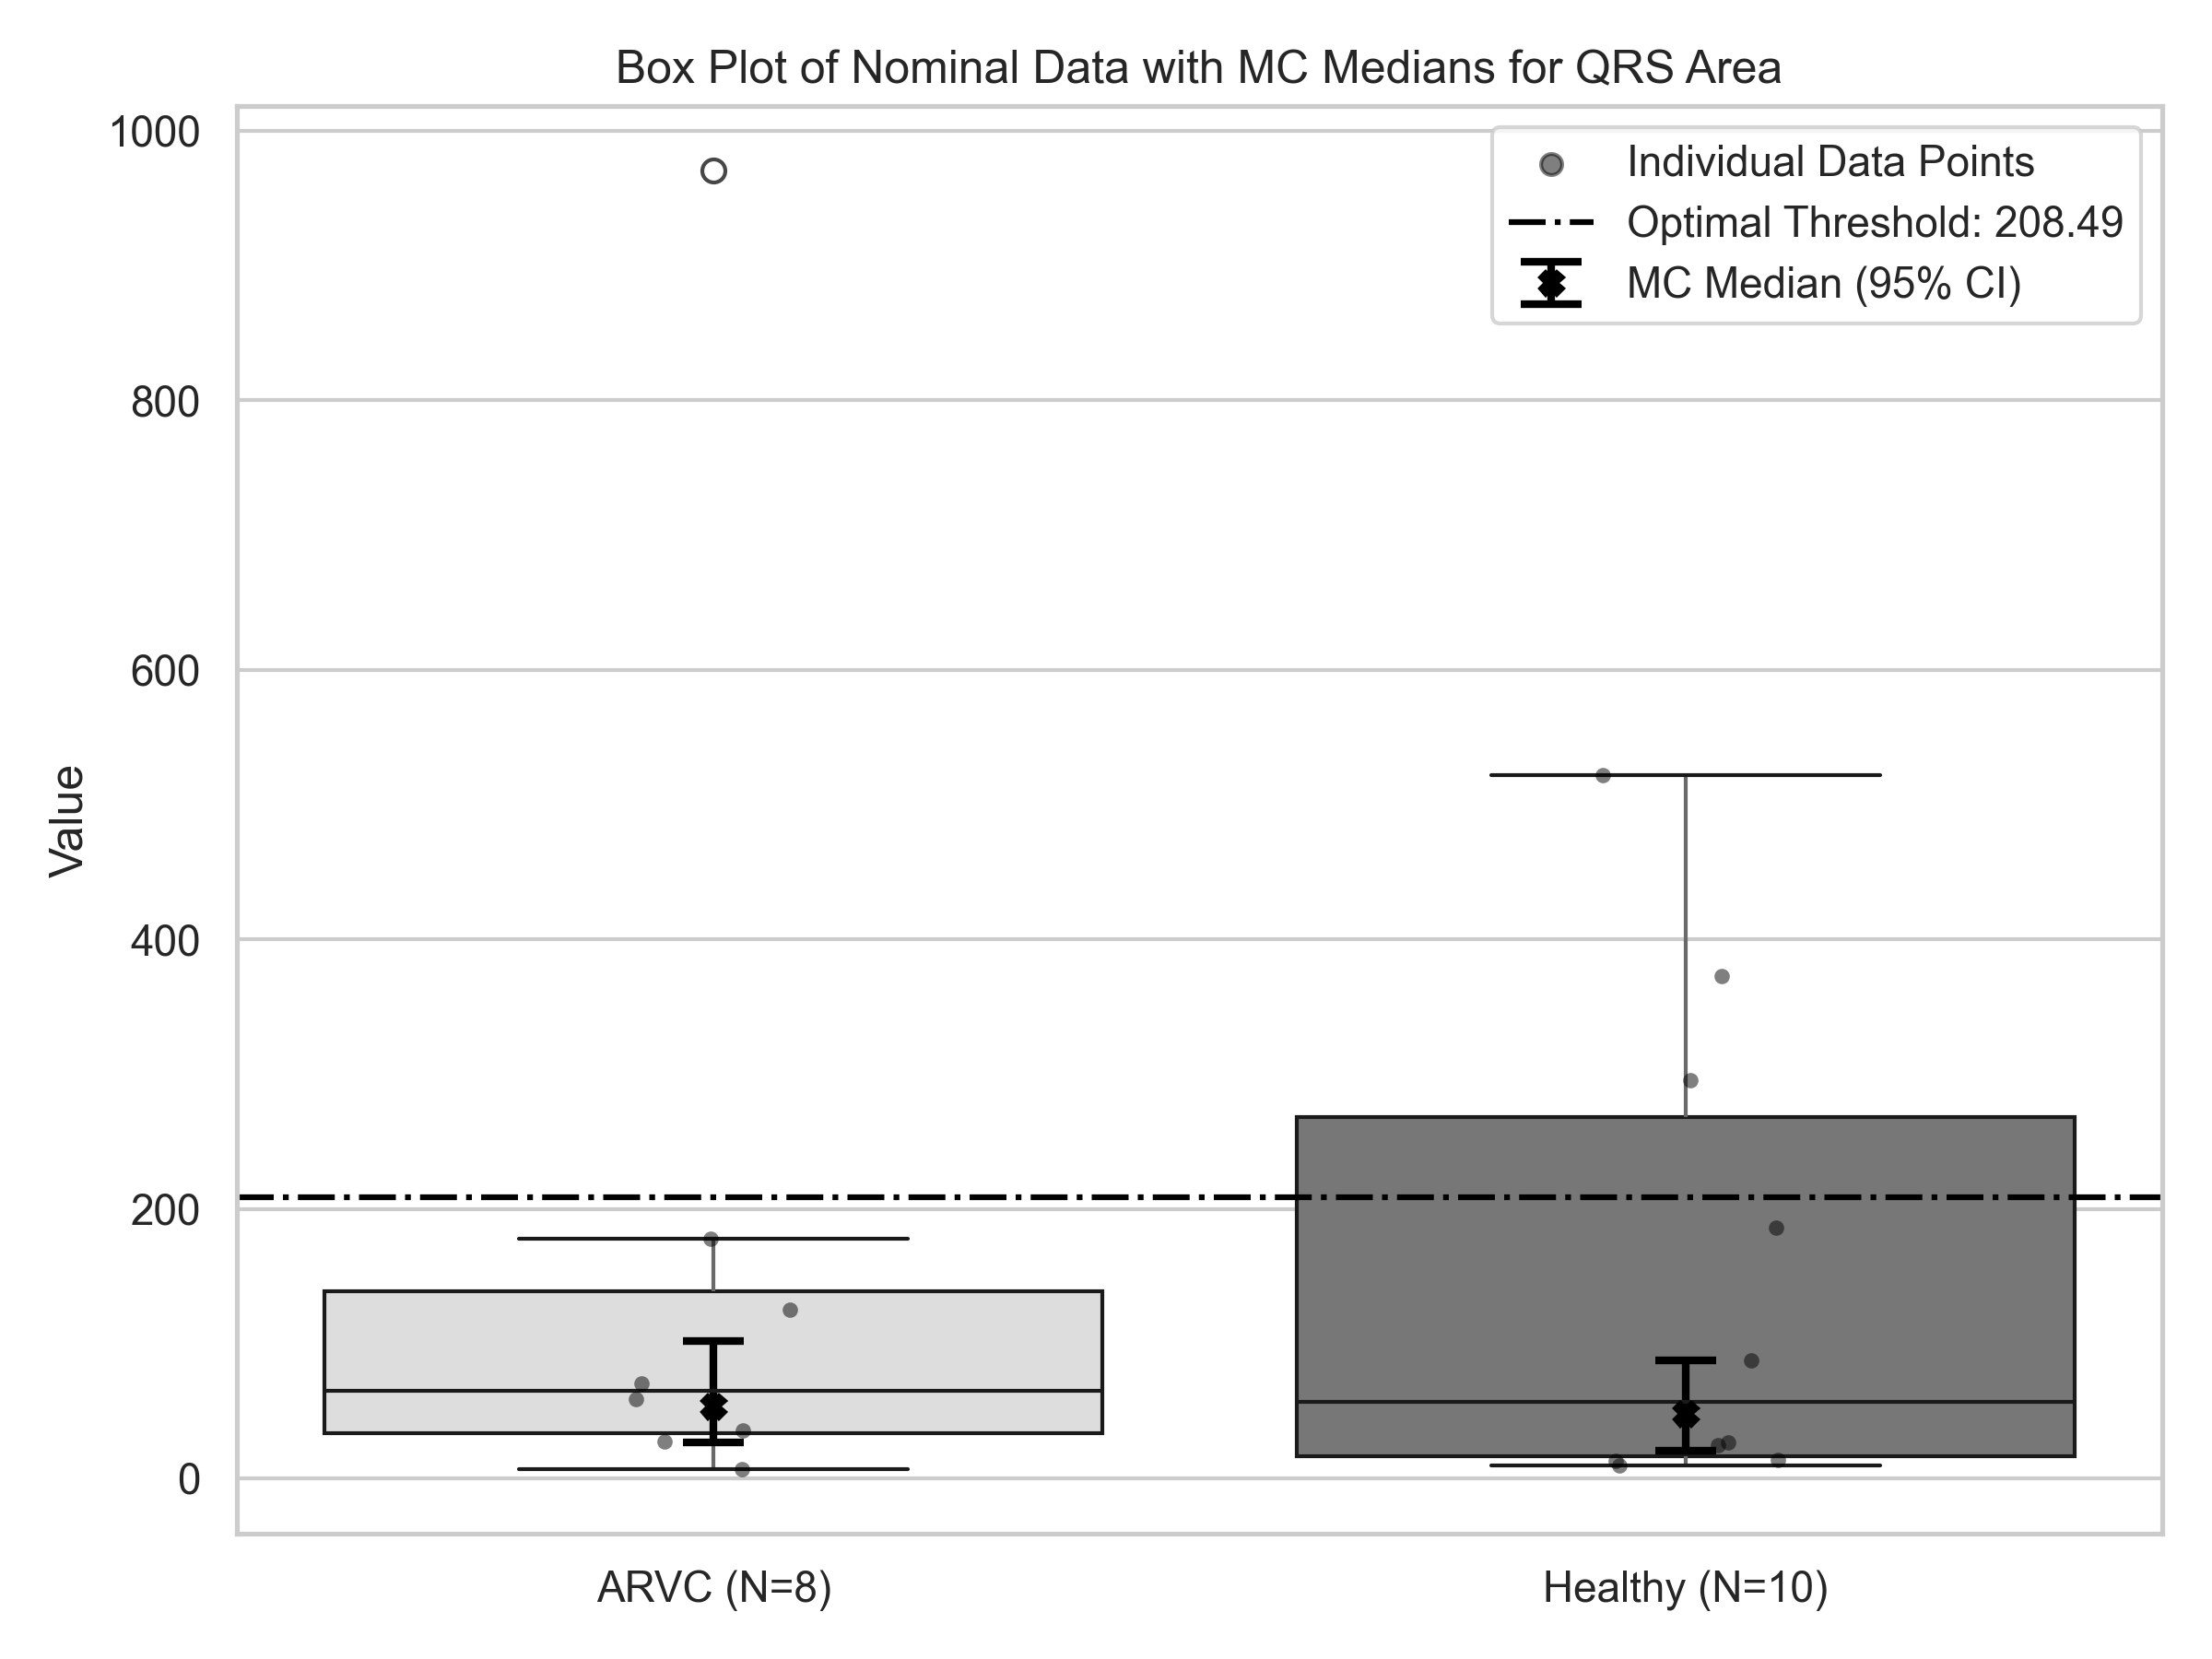 Box Plot of Nominal Data with MC Medians for QRS Area
1000
800
600
400
200
0
Value
Individual Data Points
Optimal Threshold: 208.49
MC Median (95% CI)
ARVC (N=8)
Healthy (N=10)